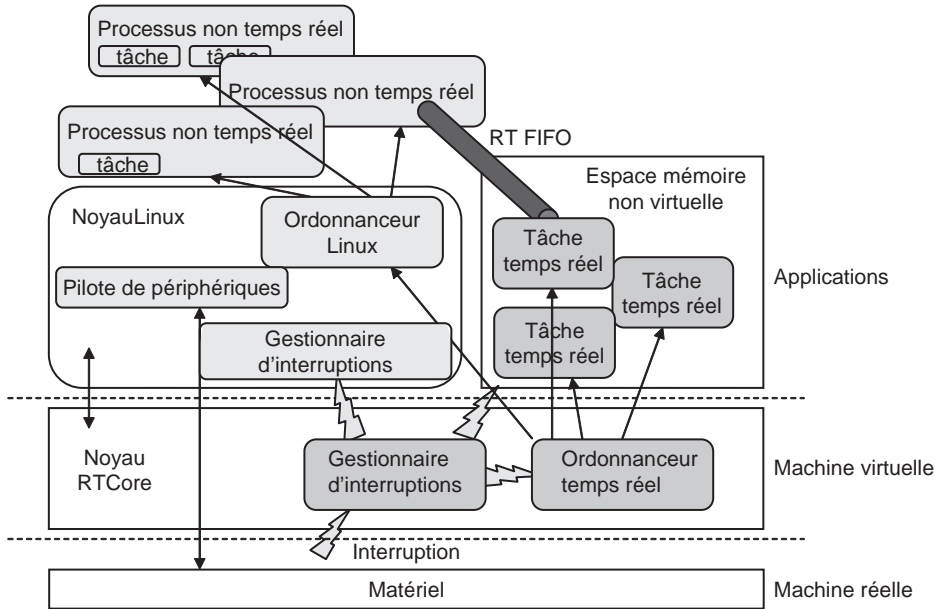 Processus non temps réel
tâche
tâche
Processus non temps réel
Processus non temps réel
tâche
RT FIFO
Espace mémoire
non virtuelle
NoyauLinux
Ordonnanceur
Linux
Tâche
temps réel
Tâche
temps réel
Applications
Pilote de périphériques
Tâche
temps réel
Gestionnaire
d'interruptions
Noyau
RTCore
Gestionnaire
d'interruptions
Ordonnanceur
temps réel
Machine virtuelle
Interruption
Matériel
Machine réelle